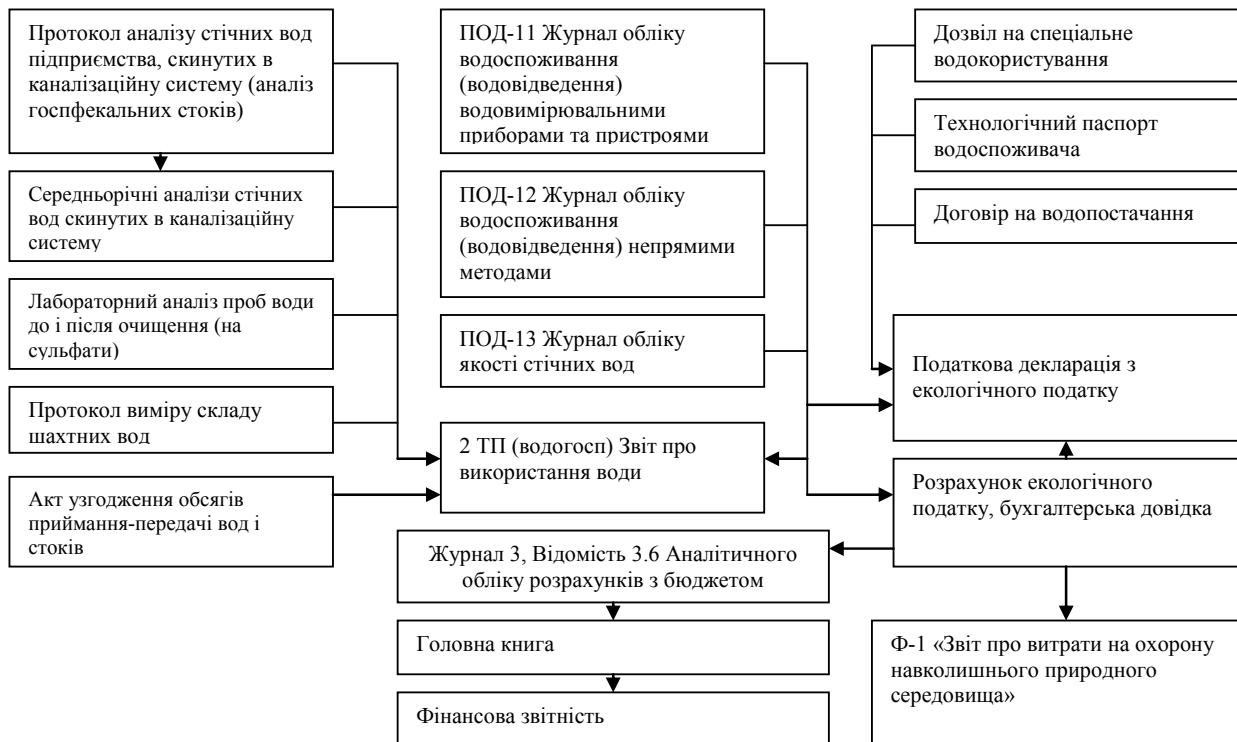 Протокол аналізу стічних вод
підприємства, скинутих в
каналізаційну систему (аналіз
госпфекальних стоків)
Середньорічні аналізи стічних
вод скинутих в каналізаційну
систему
Лабораторний аналіз проб води
до і після очищення (на
сульфати)
Протокол виміру складу
шахтних вод
Акт узгодження обсягів
приймання-передачі вод і
стоків
ПОД-11 Журнал обліку
водоспоживання
(водовідведення)
водовимірювальними
приборами та пристроями
ПОД-12 Журнал обліку
водоспоживання
(водовідведення) непрямими
методами
ПОД-13 Журнал обліку
якості стічних вод
2 ТП (водогосп) Звіт про
використання води
Журнал 3, Відомість 3.6 Аналітичного
обліку розрахунків з бюджетом
Головна книга
Фінансова звітність
Дозвіл на спеціальне
водокористування
Технологічний паспорт
водоспоживача
Договір на водопостачання
Податкова декларація з
екологічного податку
Розрахунок екологічного
податку, бухгалтерська довідка
Ф-1 «Звіт про витрати на охорону
навколишнього природного
середовища»